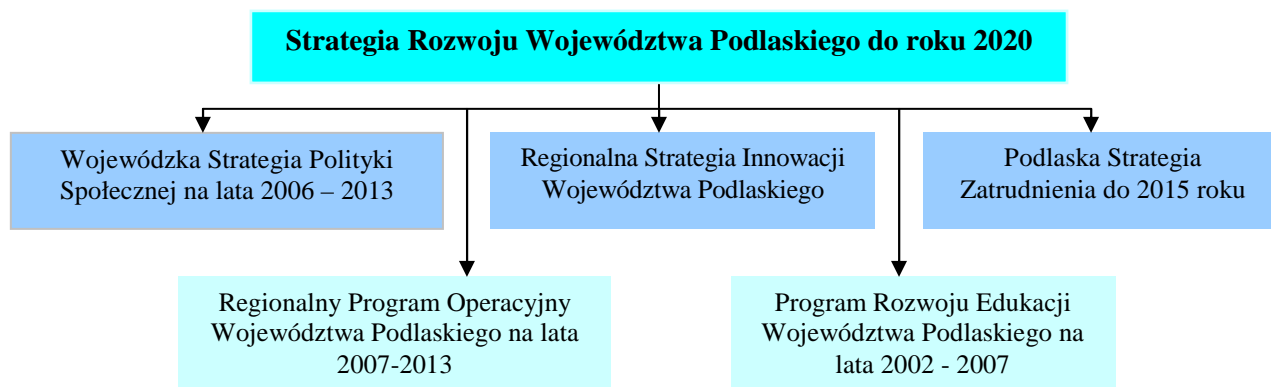 Strategia Rozwoju Województwa Podlaskiego do roku 2020
Wojewódzka Strategia Polityki
Społecznej na lata 2006 – 2013
Regionalna Strategia Innowacji
Województwa Podlaskiego
Podlaska Strategia
Zatrudnienia do 2015 roku
Regionalny Program Operacyjny
Województwa Podlaskiego na lata
2007-2013
Program Rozwoju Edukacji
Województwa Podlaskiego na
lata 2002 - 2007